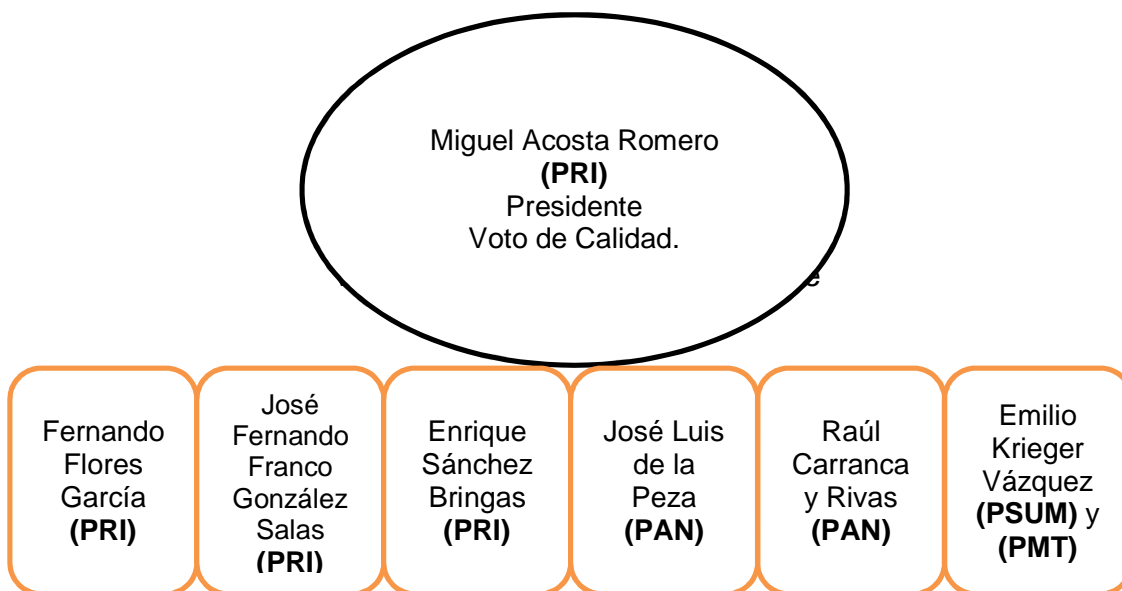 Miguel Acosta Romero
(PRI)
Presidente
Voto de Calidad.
Fernando
Flores
García
(PRI)
José
Fernando
Franco
González
Salas
(PRI)
Enrique
Sánchez
Bringas
(PRI)
José Luis
de la
Peza
(PAN)
Raúl
Carranca
y Rivas
(PAN)
Emilio
Krieger
Vázquez
(PSUM) y
(PMT)